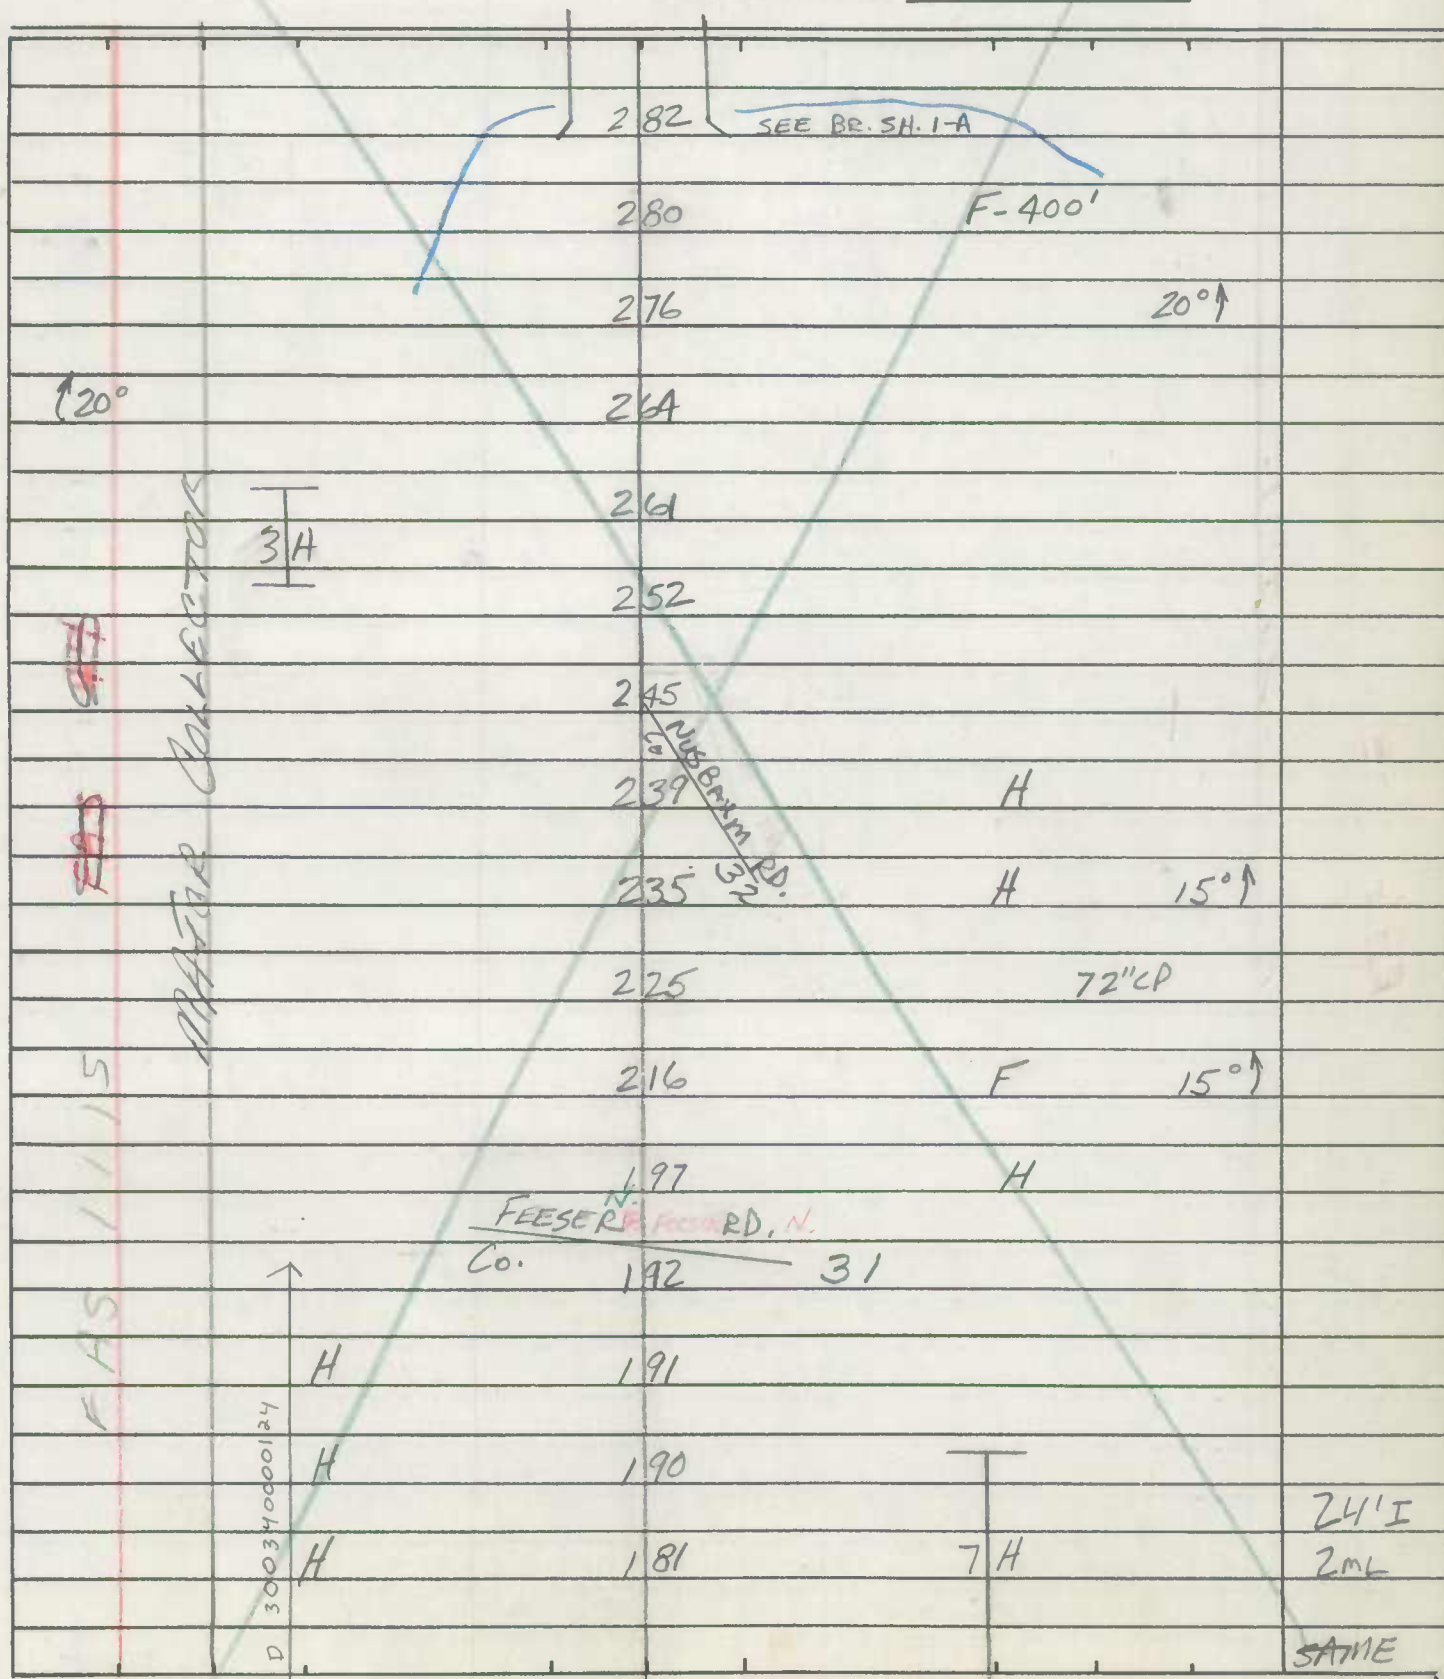 282 SEE BR. SH. 1-A
280 F-400'
276 20°↑
↑20° 264
261
3 H
252
245
Co. NUSBAUM RD.
32
239 H
235 H 15°↑
225 72"CP
216 F 15°↑
197 H
FEESER RD. N.
Co. 31
192
H 191
H 190
24'I
H 181 7 H 2ML
SAME
MAJOR COLLECTOR
FAS 1115
D 300340000124